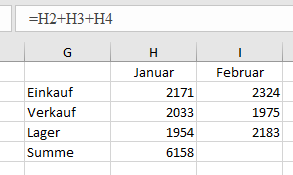 =H2+H3+H4
G H I
Januar Februar
Einkauf 2171 2324
Verkauf 2033 1975
Lager 1954 2183
Summe 6158